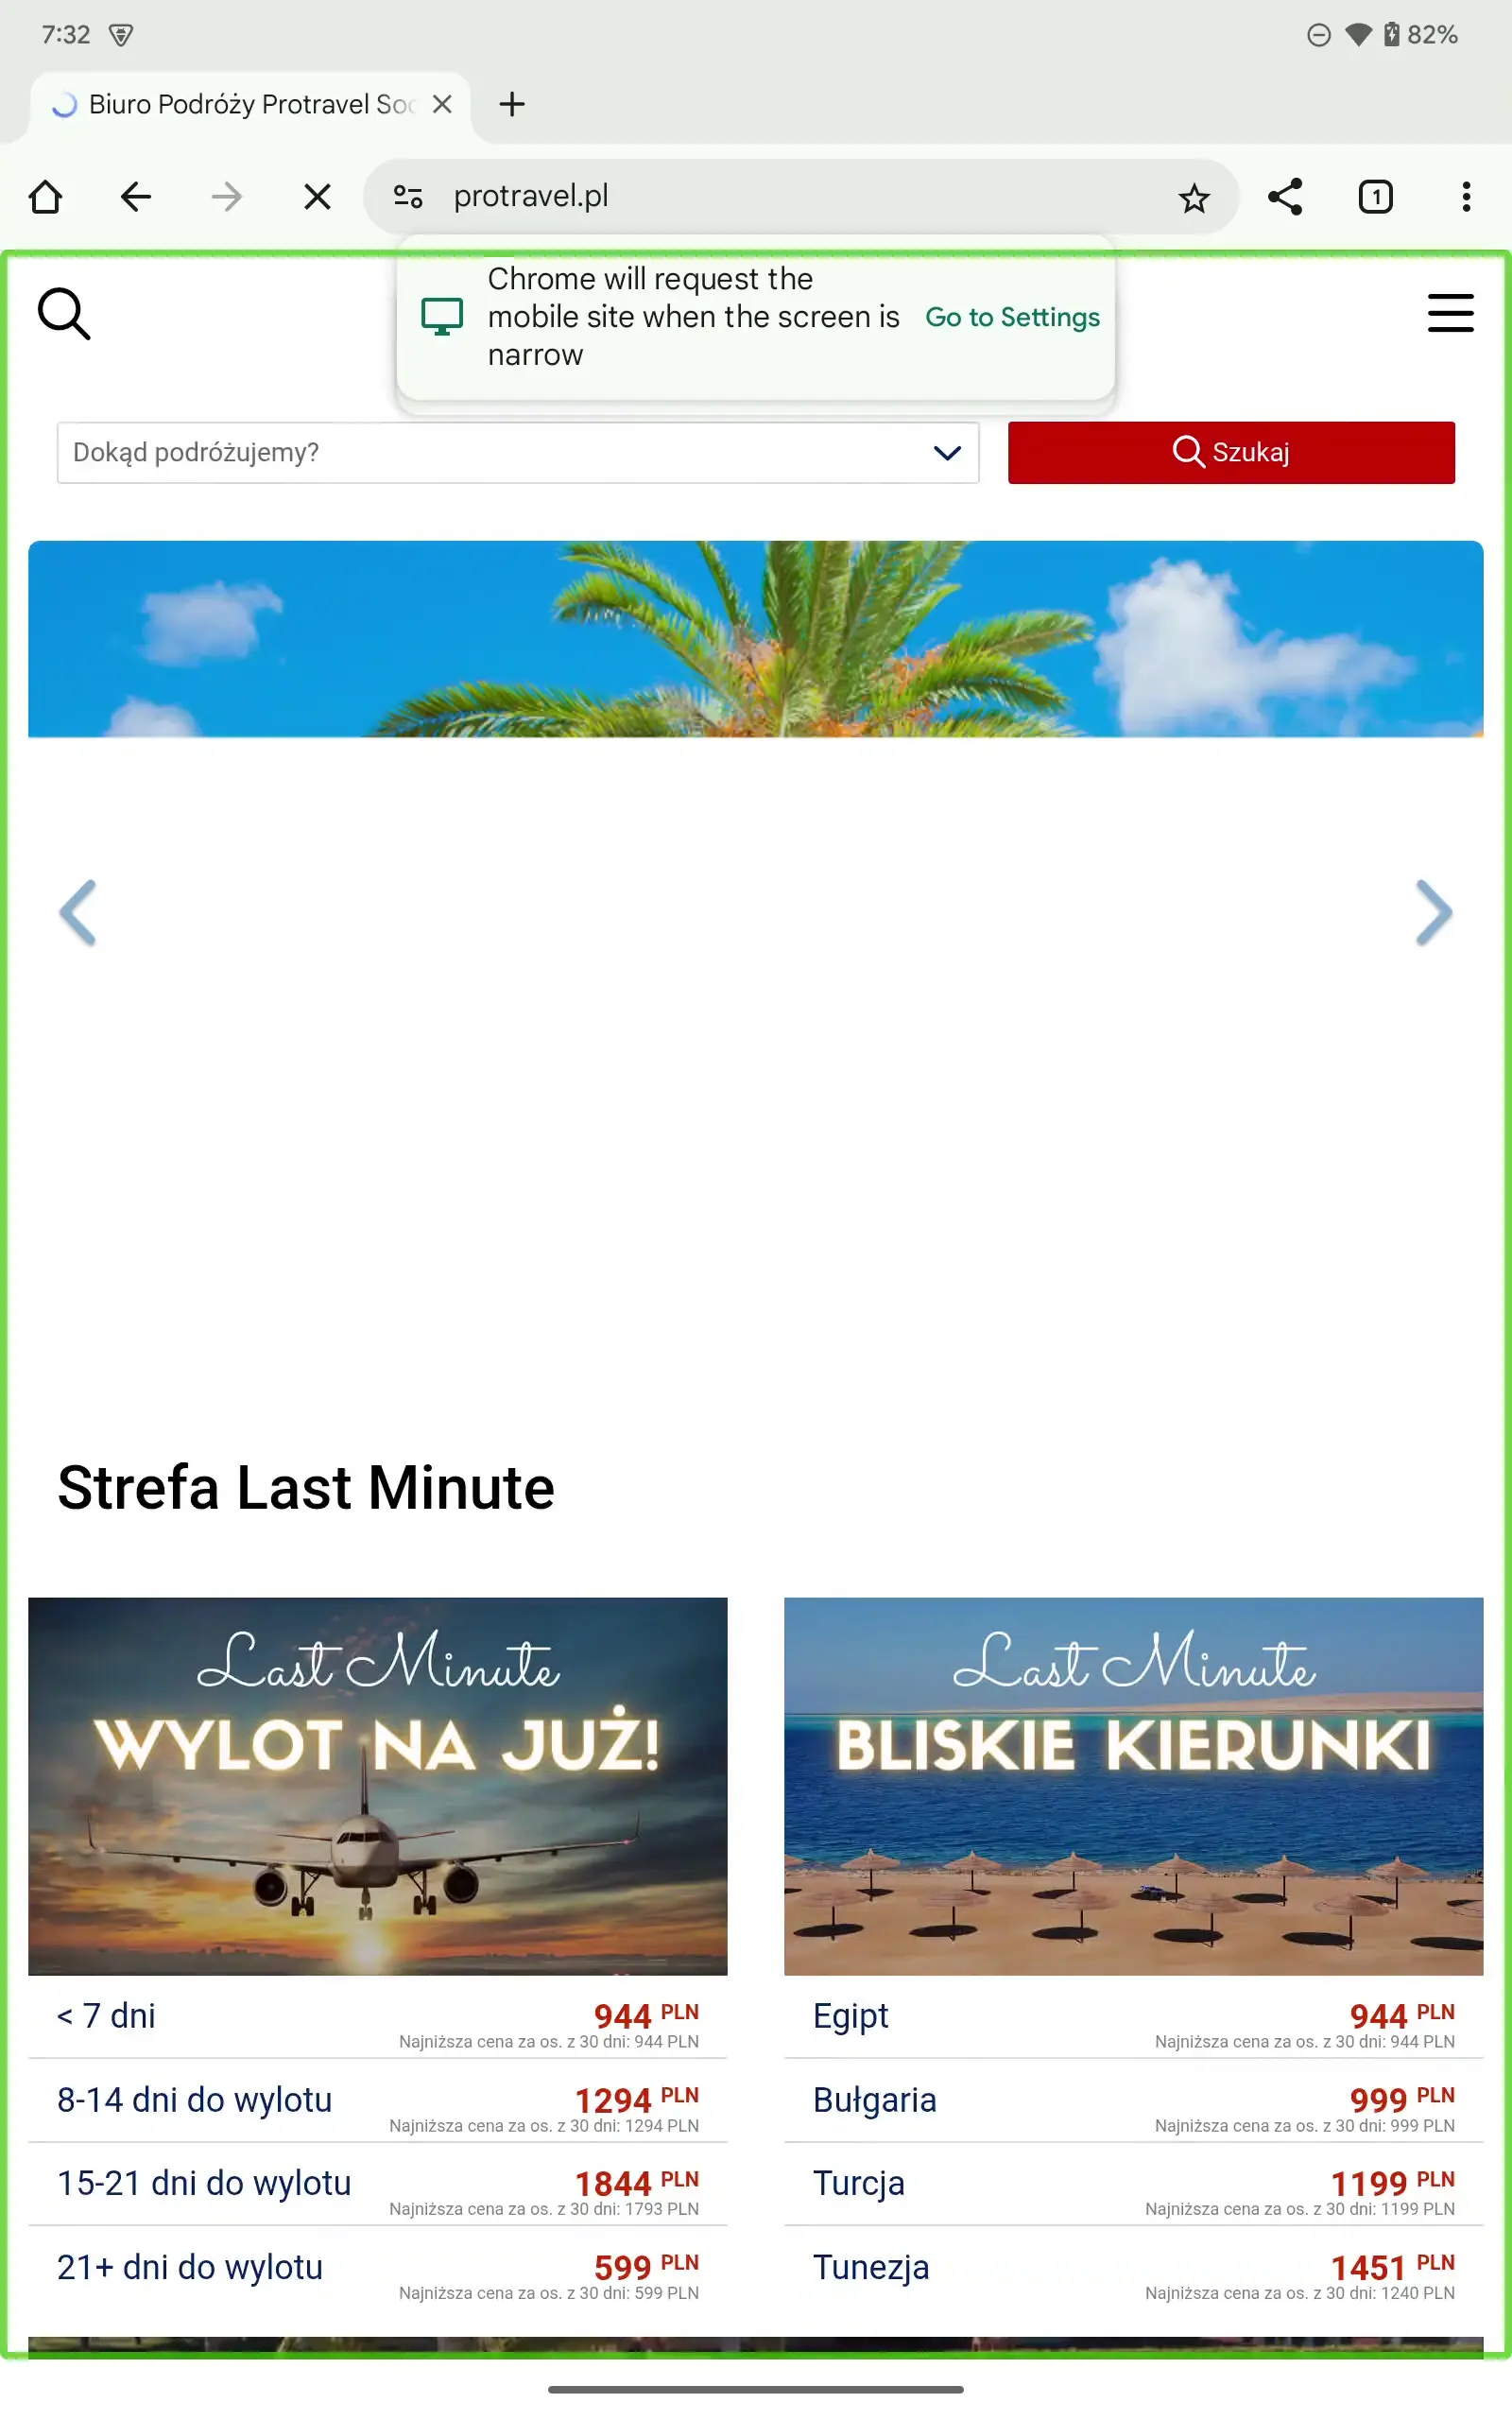 7:32
82%
Biuro Podróży Protravel Soc
protravel.pl
1
Chrome will request the
mobile site when the screen is
narrow
Go to Settings
Dokąd podróżujemy?
Szukaj
Strefa Last Minute
Last Minute
WYLOT NA JUŻ!
< 7 dni
944 PLN
Najniższa cena za os. z 30 dni: 944 PLN
8-14 dni do wylotu
1294 PLN
Najniższa cena za os. z 30 dni: 1294 PLN
15-21 dni do wylotu
1844 PLN
Najniższa cena za os. z 30 dni: 1793 PLN
21+ dni do wylotu
599 PLN
Najniższa cena za os. z 30 dni: 599 PLN
Last Minute
BLISKIE KIERUNKI
Egipt
944 PLN
Najniższa cena za os. z 30 dni: 944 PLN
Bułgaria
999 PLN
Najniższa cena za os. z 30 dni: 999 PLN
Turcja
1199 PLN
Najniższa cena za os. z 30 dni: 1199 PLN
Tunezja
1451 PLN
Najniższa cena za os. z 30 dni: 1240 PLN